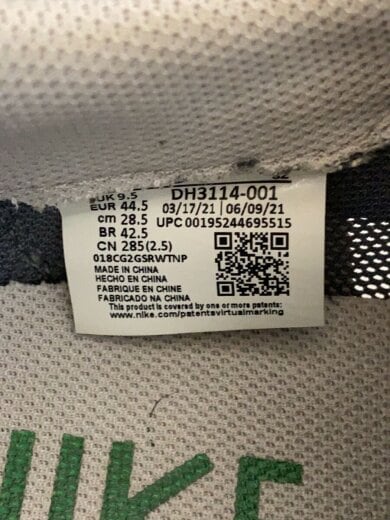 UK 9.5
EUR 44.5
cm 28.5
BR 42.5
CN 285(2.5)
018CG2GSRWTNP
MADE IN CHINA
HECHO EN CHINA
FABRIQUE EN CHINE
FABRICADO NA CHINA
DH3114-001
03/17/21 | 06/09/21
UPC 00195244695515
This product is covered by one or more patents:
www.nike.com/patentsvirtualmarking
NIKE